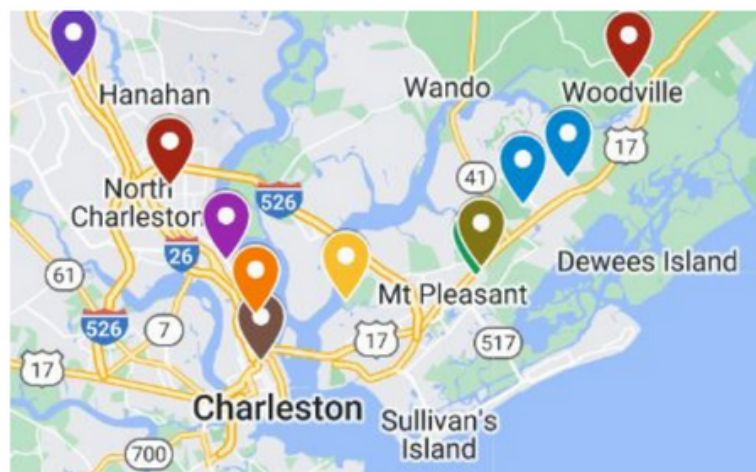 Hanahan
Wando
Woodville
17
41
North
Charleston
526
26
61
Dewees Island
Mt Pleasant
526
7
17
517
17
Charleston
Sullivan's
Island
700